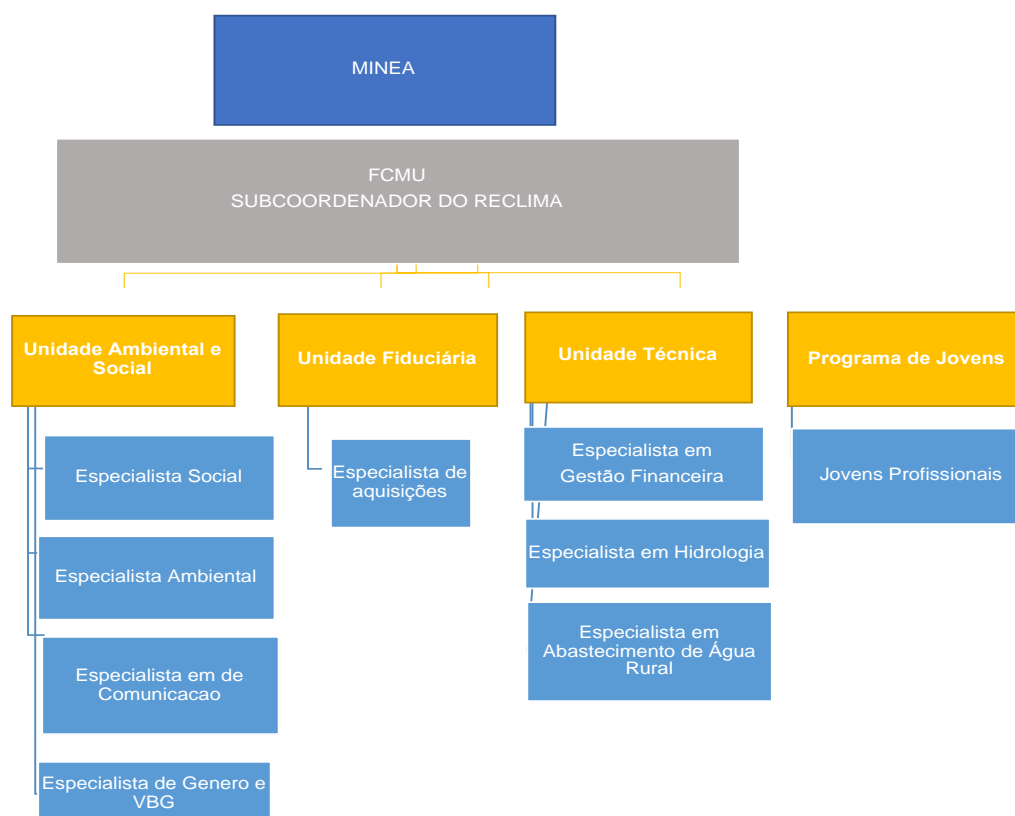 MINEA
FCMU
SUBCOORDENADOR DO RECLIMA
Unidade Ambiental e
Social
Especialista Social
Especialista Ambiental
Especialista em de
Comunicacao
Especialista de Genero e
VBG
Unidade Fiduciária
Especialista de
aquisições
Unidade Técnica
Especialista em
Gestão Financeira
Especialista em Hidrologia
Especialista em
Abastecimento de Água
Rural
Programa de Jovens
Jovens Profissionais